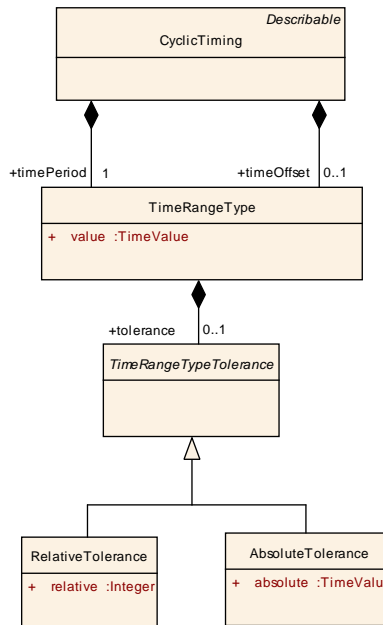 Describable
CyclicTiming
+timePeriod 1 +timeOffset 0..1
TimeRangeType
+ value :TimeValue
+tolerance 0..1
TimeRangeTypeTolerance
RelativeTolerance
+ relative :Integer
AbsoluteTolerance
+ absolute :TimeValu